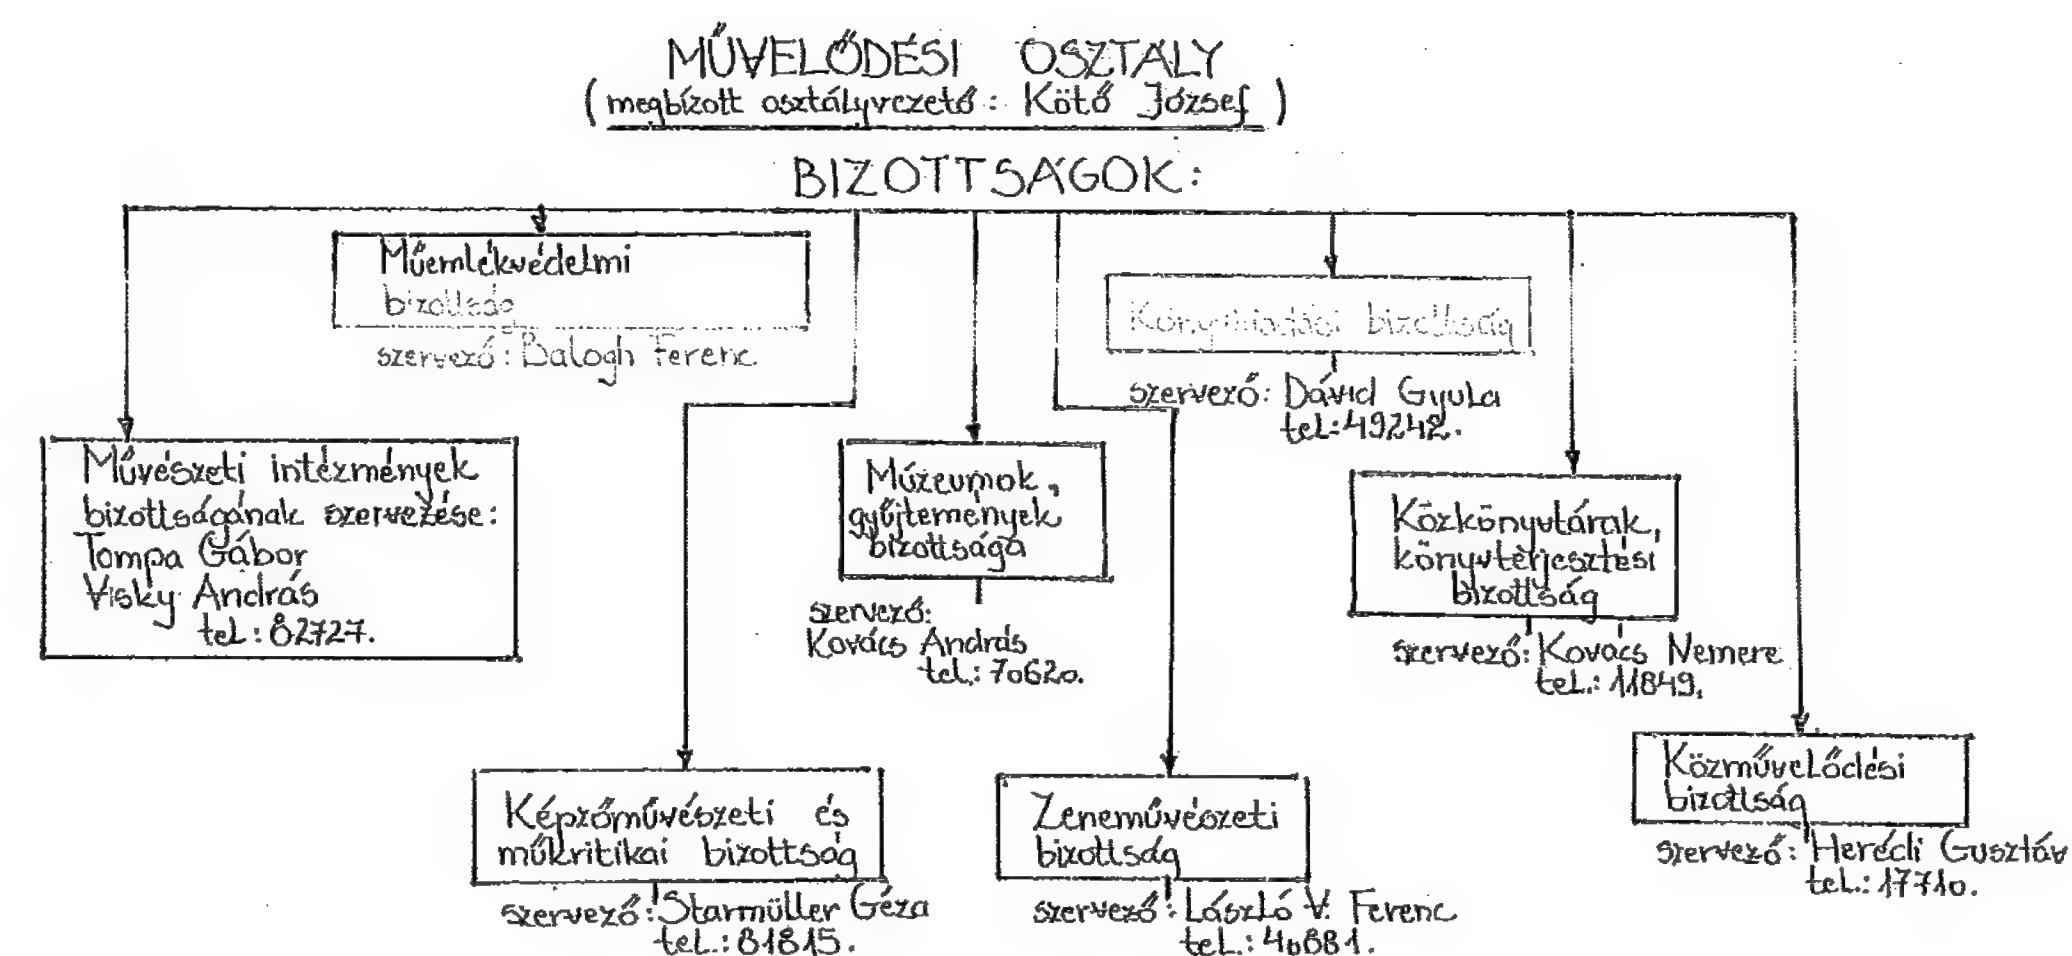 MŰVELŐDÉSI OSZTÁLY
(megbízott osztályvezető: Kötő József)
BIZOTTSÁGOK:
Műemlékvédelmi
bizottság
szervező: Balogh Ferenc
Könyvkiadási bizottság
szervező: Dávid Gyula
tel.:49242.
Művészeti intézmények
bizottságának szervezése:
Tompa Gábor
Visky András
tel.:82727.
Múzeumok,
gyűjtemények
bizottsága
szervező:
Kovács András
tel.:70620.
Közkönyvtárak,
könyvterjesztési
bizottság
szervező: Kovács Nemere
tel.:11849.
Képzőművészeti és
műkritikai bizottság
szervező: Starmüller Géza
tel.:81815.
Zeneművészeti
bizottság
szervező: László V. Ferenc
tel.:
Közművelődési
bizottság
szervező: Herédi Gusztáv
tel.:17710.